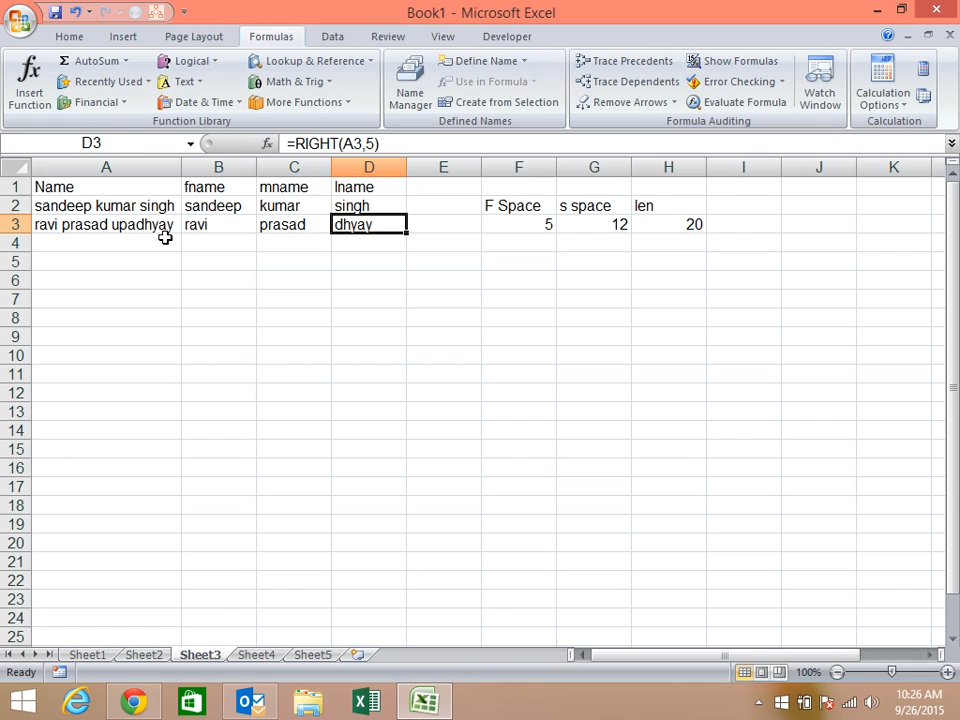 Book1 - Microsoft Excel
Home Insert Page Layout Formulas Data Review View Developer
fx Insert Function
Σ AutoSum
Recently Used
Financial
Logical
Text
Date & Time
Lookup & Reference
Math & Trig
More Functions
Function Library
Name Manager
Define Name
Use in Formula
Create from Selection
Defined Names
Trace Precedents
Trace Dependents
Remove Arrows
Show Formulas
Error Checking
Evaluate Formula
Formula Auditing
Watch Window
Calculation Options
Calculation
D3 fx =RIGHT(A3,5)
A B C D E F G H I J K
1 Name fname mname lname
2 sandeep kumar singh sandeep kumar singh F Space s space len
3 ravi prasad upadhyay ravi prasad dhyay 5 12 20
4
5
6
7
8
9
10
11
12
13
14
15
16
17
18
19
20
21
22
23
24
25
Sheet1 Sheet2 Sheet3 Sheet4 Sheet5
Ready 100%
10:26 AM
9/26/2015